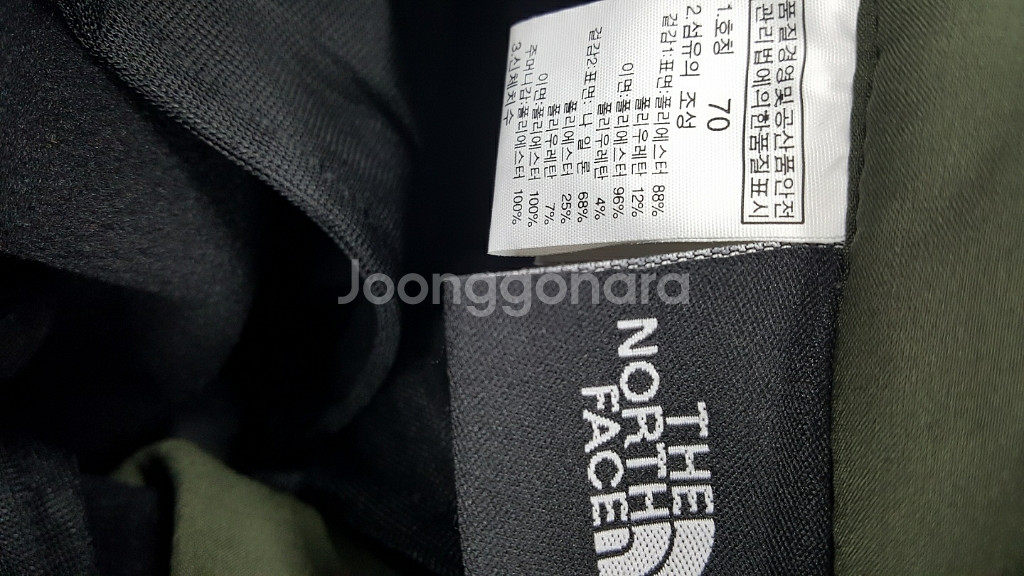 품질경영및공산품안전
관리법에의한품질표시
1.호칭 70
2.섬유의 조성
겉감1:표면:폴리에스터 88%
폴리우레탄 12%
이면:폴리에스터 96%
폴리우레탄 4%
겉감2:표면: 나 일 론 68%
폴리에스터 25%
폴리우레탄 7%
이면:폴리에스터 100%
주머니감:폴리에스터 100%
3.신체치수
THE
NORTH
FACE
Joonggonara